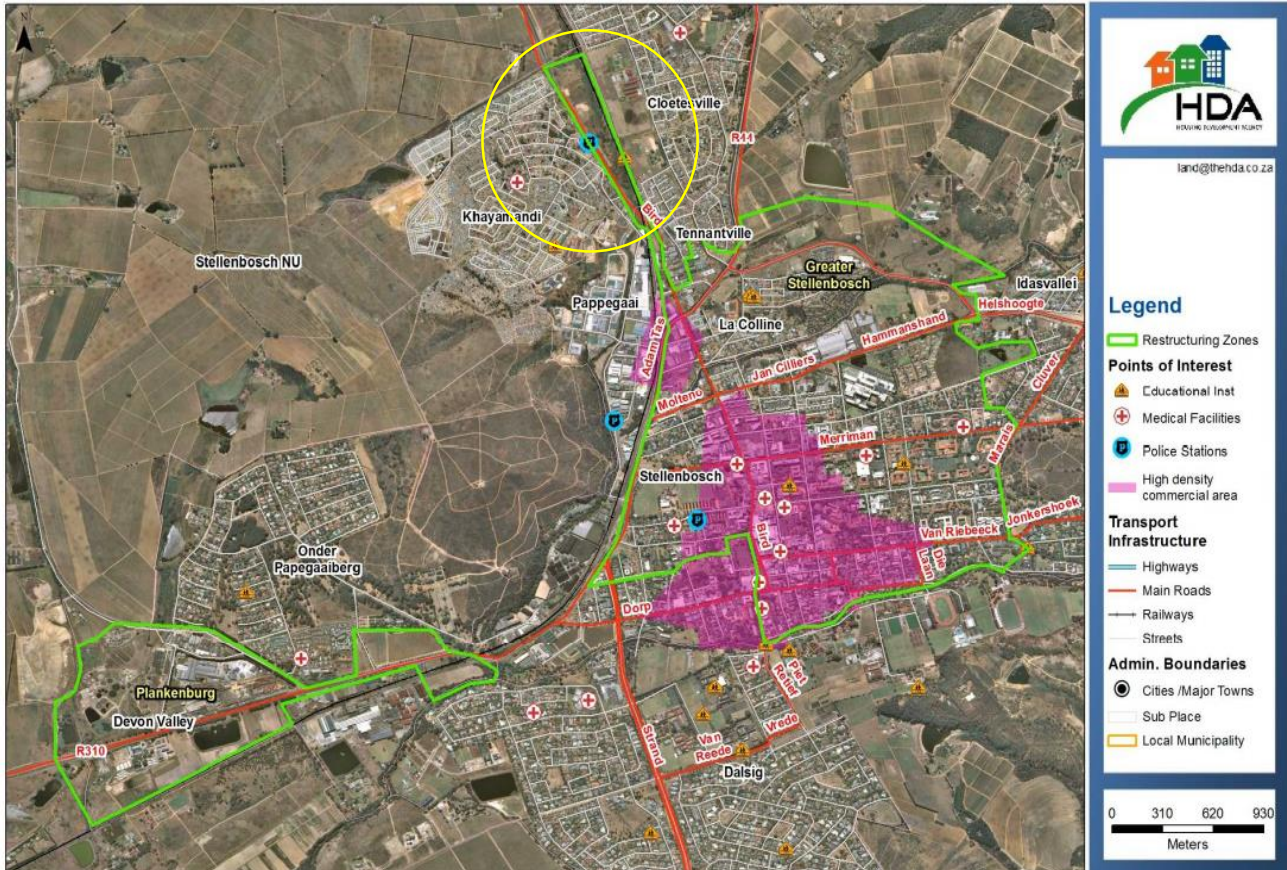 Cloetesville
R44
Khayamandi
Bird
Tennantville
Stellenbosch NU
Greater
Stellenbosch
Idasvallei
Pappegaai
Helshoogte
La Colline
Hammanshand
Adam Tas
Jan Cilliers
Cluver
Molteno
Merriman
Marais
Stellenbosch
Jonkershoek
Van Riebeeck
Bird
Die
Laan
Onder
Papegaaiberg
Dorp
Piet
Retief
Plankenburg
Devon Valley
Strand
Van
Reede
Vrede
R310
Dalsig
HDA
HOUSING DEVELOPMENT AGENCY
land@thehda.co.za
Legend
Restructuring Zones
Points of Interest
Educational Inst
Medical Facilities
Police Stations
High density
commercial area
Transport
Infrastructure
Highways
Main Roads
Railways
Streets
Admin. Boundaries
Cities /Major Towns
Sub Place
Local Municipality
0 310 620 930
Meters